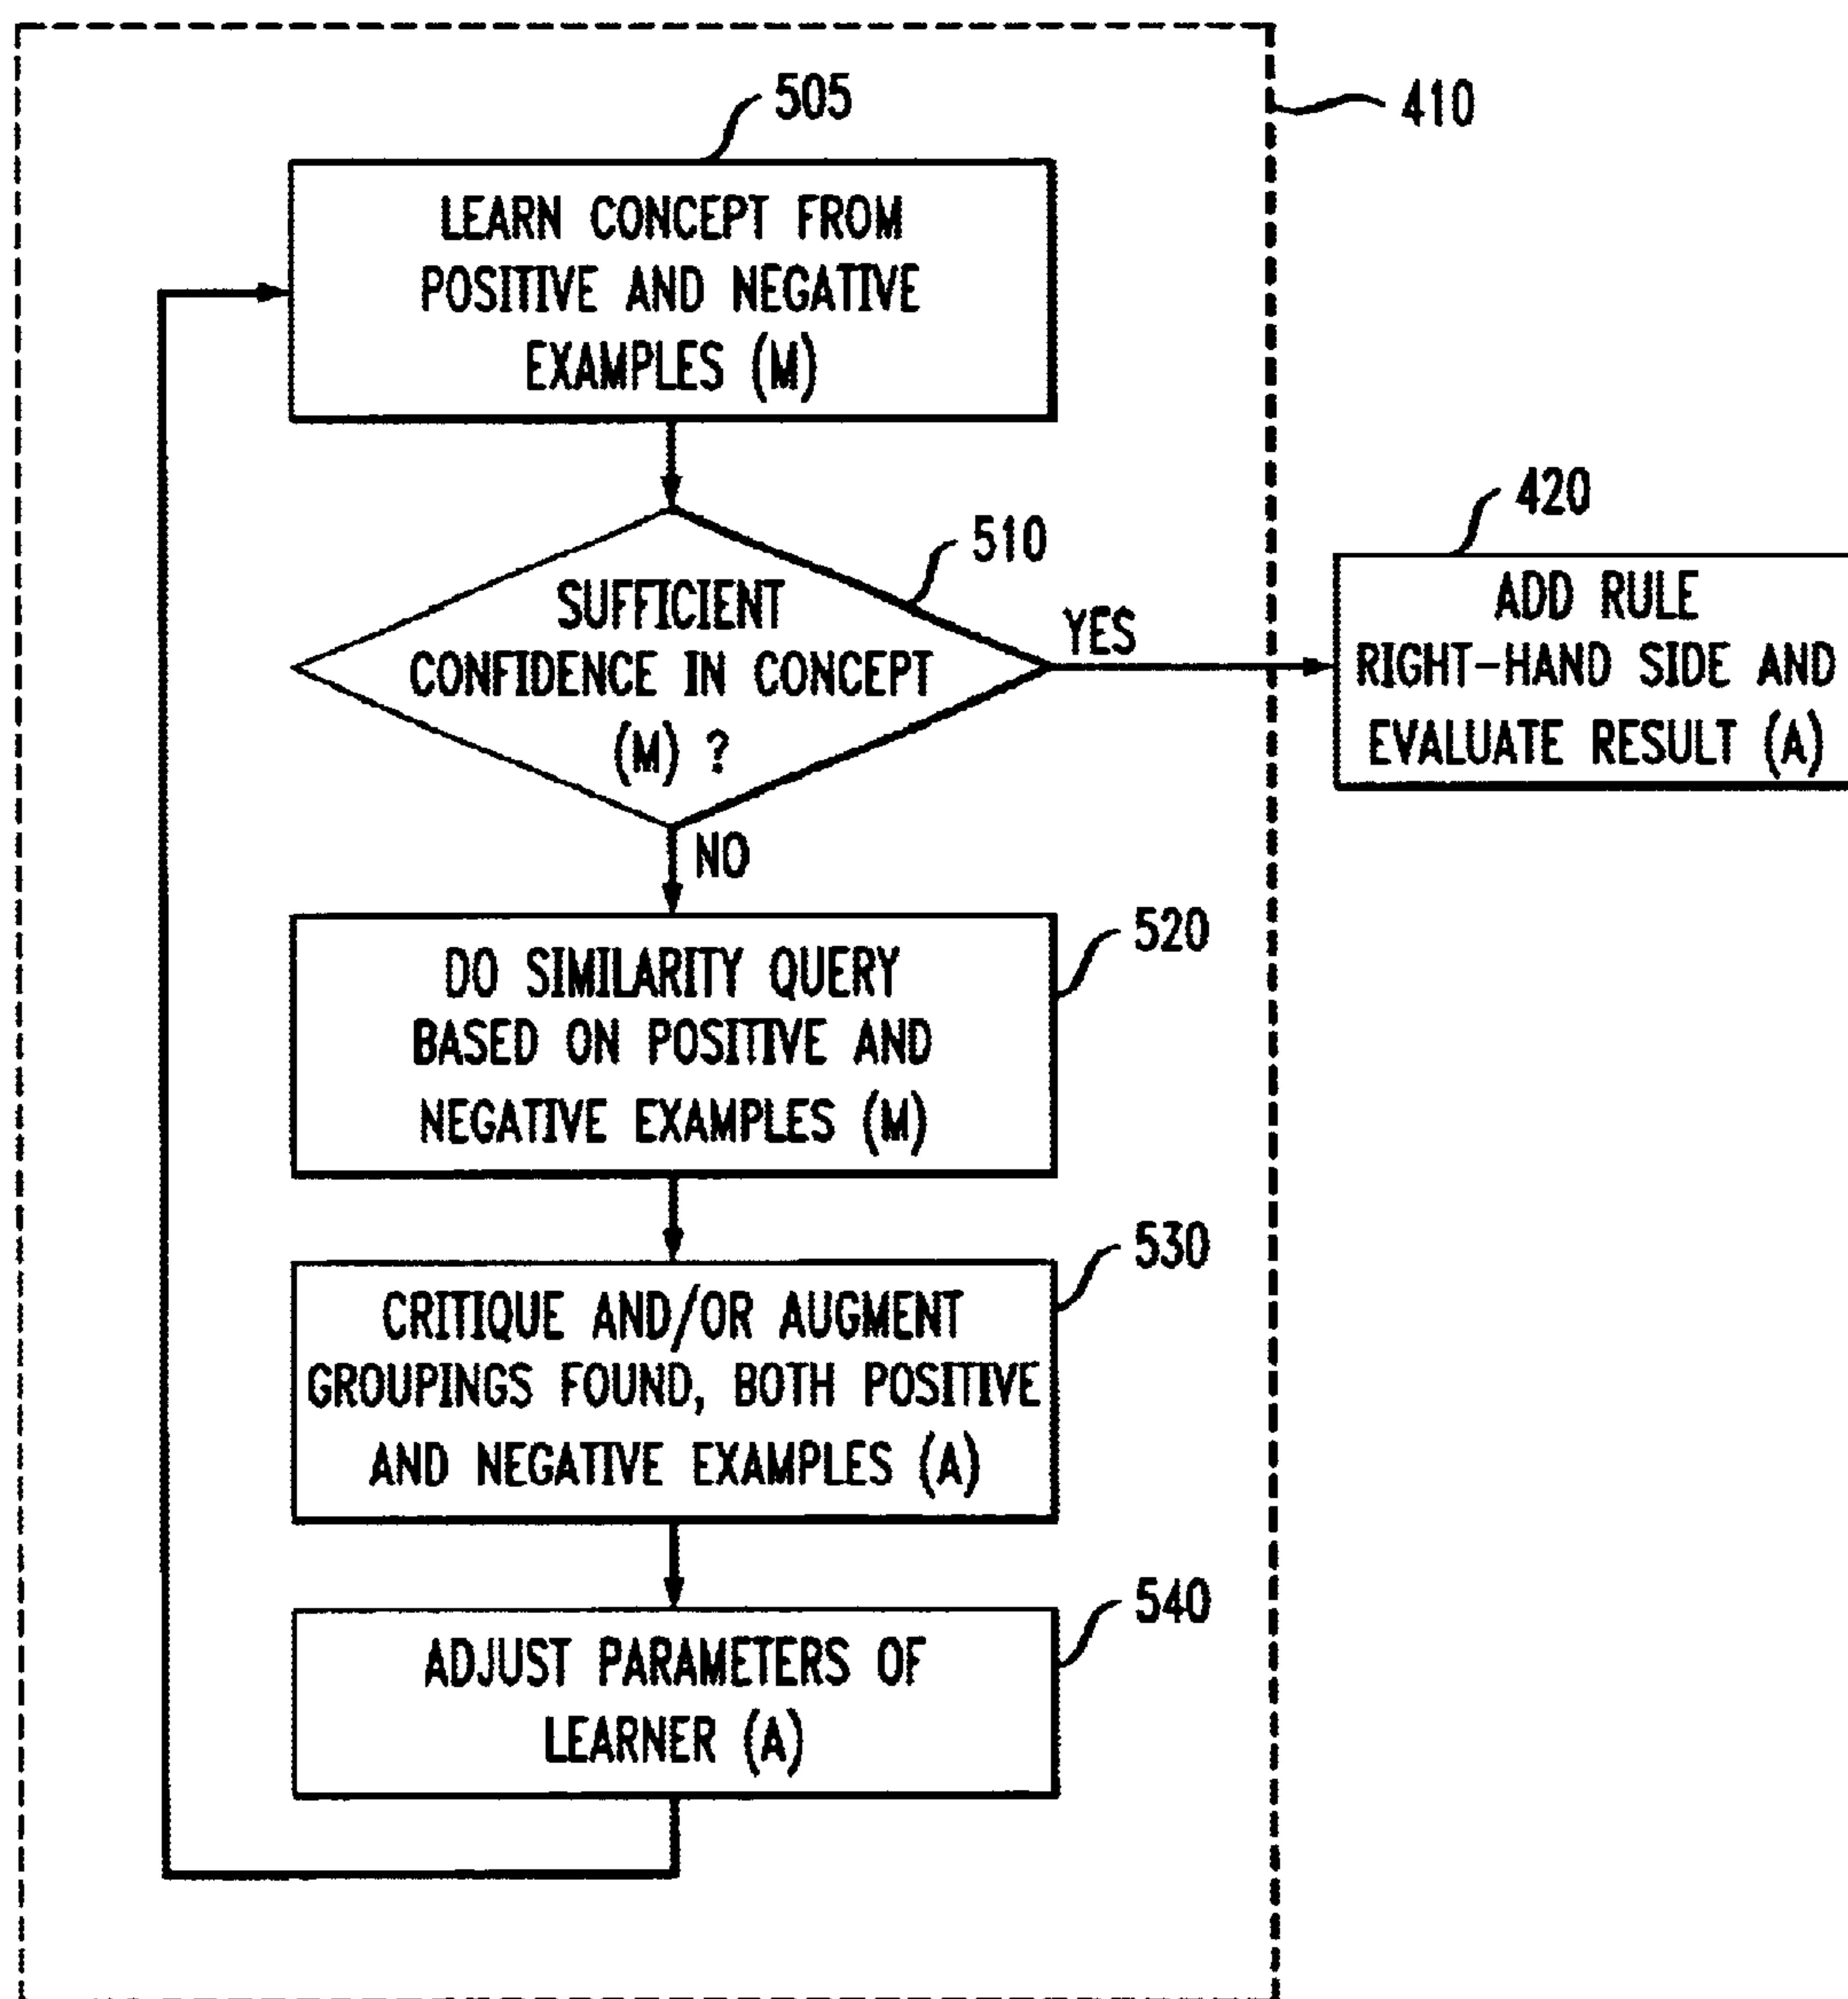 505
410
LEARN CONCEPT FROM
POSITIVE AND NEGATIVE
EXAMPLES (M)
510
SUFFICIENT
CONFIDENCE IN CONCEPT
(M) ?
YES
420
ADD RULE
RIGHT-HAND SIDE AND
EVALUATE RESULT (A)
NO
520
DO SIMILARITY QUERY
BASED ON POSITIVE AND
NEGATIVE EXAMPLES (M)
530
CRITIQUE AND/OR AUGMENT
GROUPINGS FOUND, BOTH POSITIVE
AND NEGATIVE EXAMPLES (A)
540
ADJUST PARAMETERS OF
LEARNER (A)